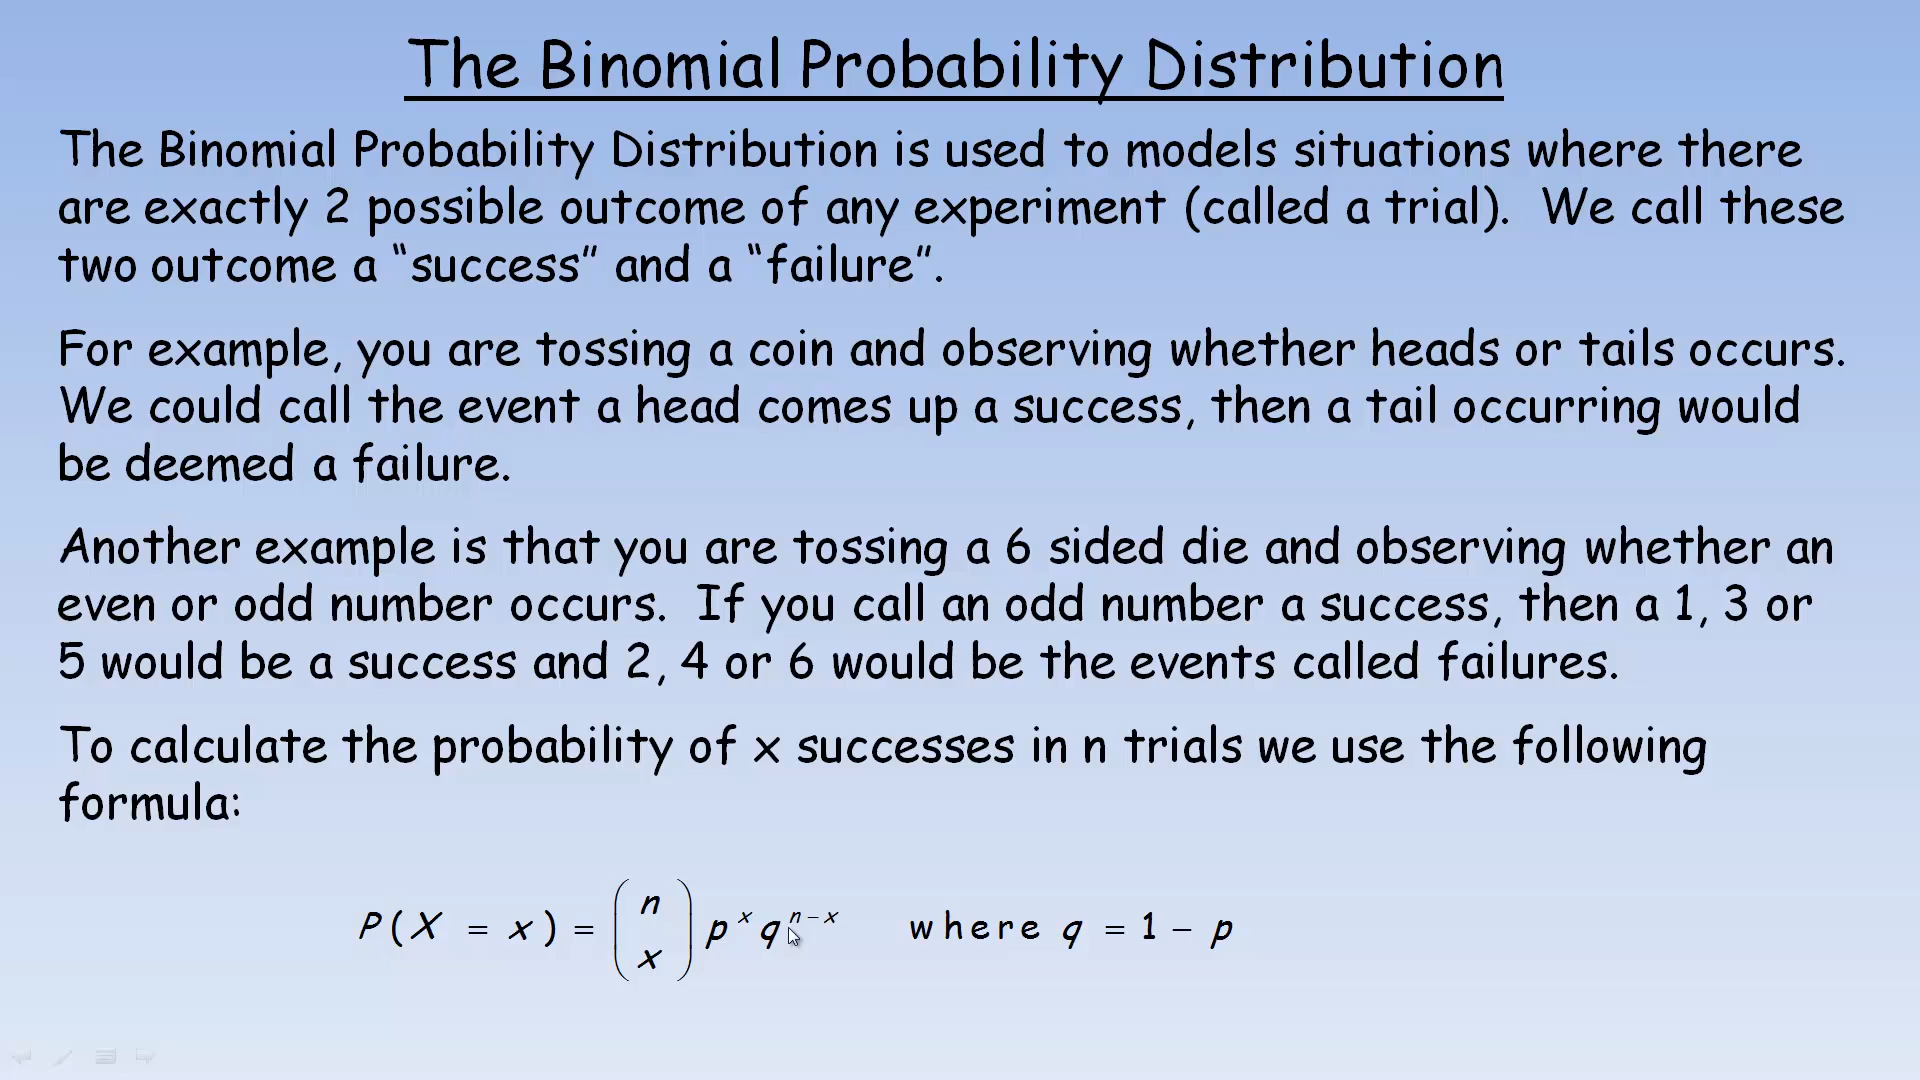 The Binomial Probability Distribution
The Binomial Probability Distribution is used to models situations where there
are exactly 2 possible outcome of any experiment (called a trial).  We call these
two outcome a “success” and a “failure”.
For example, you are tossing a coin and observing whether heads or tails occurs.
We could call the event a head comes up a success, then a tail occurring would
be deemed a failure.
Another example is that you are tossing a 6 sided die and observing whether an
even or odd number occurs.  If you call an odd number a success, then a 1, 3 or
5 would be a success and 2, 4 or 6 would be the events called failures.
To calculate the probability of x successes in n trials we use the following
formula:
P(X = x) = (n x) p^x q^{n-x} where q = 1 - p